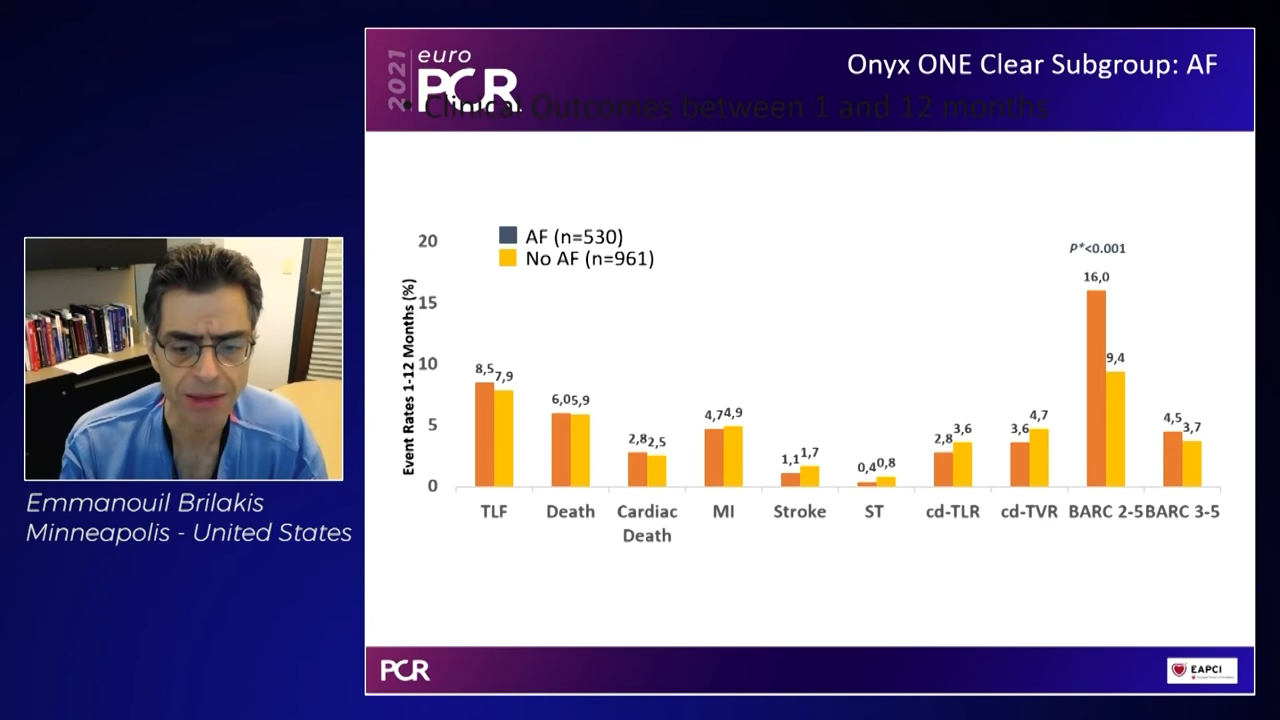 2021
euro
PCR
Onyx ONE Clear Subgroup: AF
• Clinical Outcomes between 1 and 12 months
AF (n=530)
No AF (n=961)
Event Rates 1-12 Months (%)
20
15
10
5
0
8,5 7,9
6,0 5,9
2,8 2,5
4,7 4,9
1,1 1,7
0,4 0,8
2,8 3,6
3,6 4,7
P*<0.001
16,0
9,4
4,5 3,7
TLF Death Cardiac Death MI Stroke ST cd-TLR cd-TVR BARC 2-5 BARC 3-5
Emmanouil Brilakis
Minneapolis - United States
PCR
EAPCI